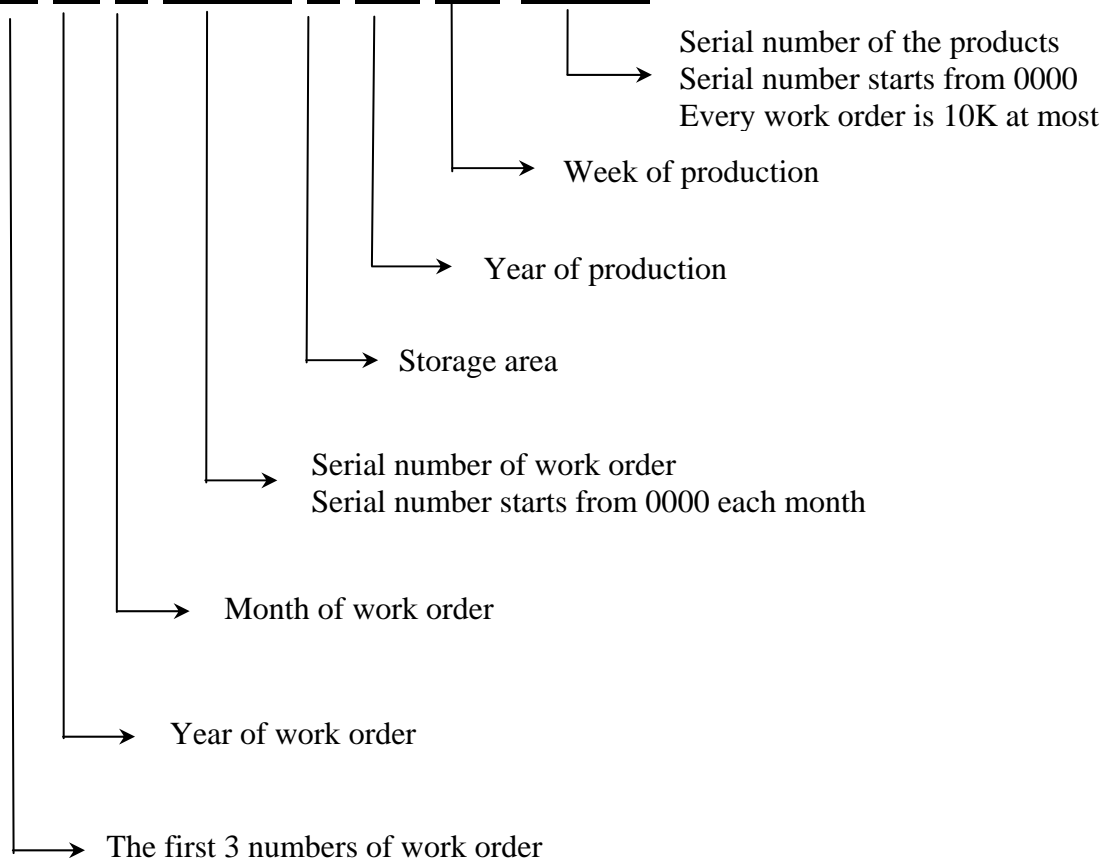 Serial number of the products
Serial number starts from 0000
Every work order is 10K at most
Week of production
Year of production
Storage area
Serial number of work order
Serial number starts from 0000 each month
Month of work order
Year of work order
The first 3 numbers of work order